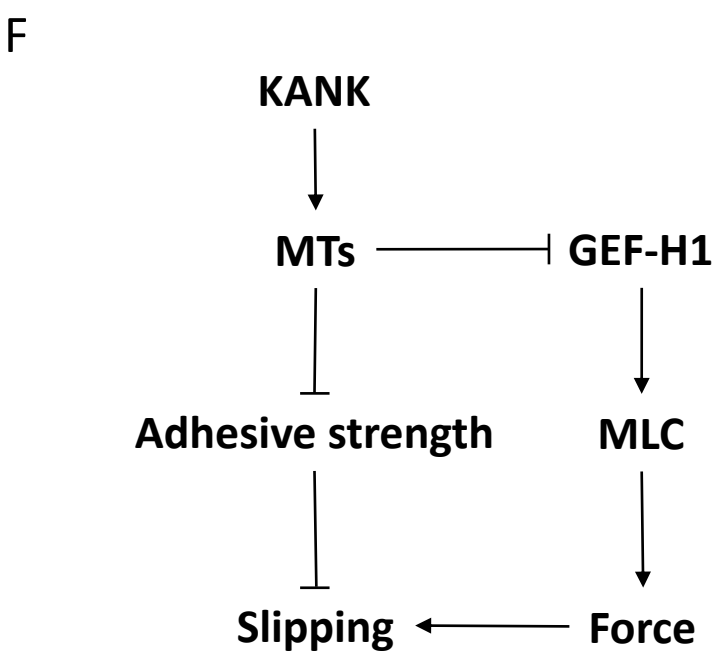 F
KANK
MTs
GEF-H1
Adhesive strength
MLC
Slipping
Force